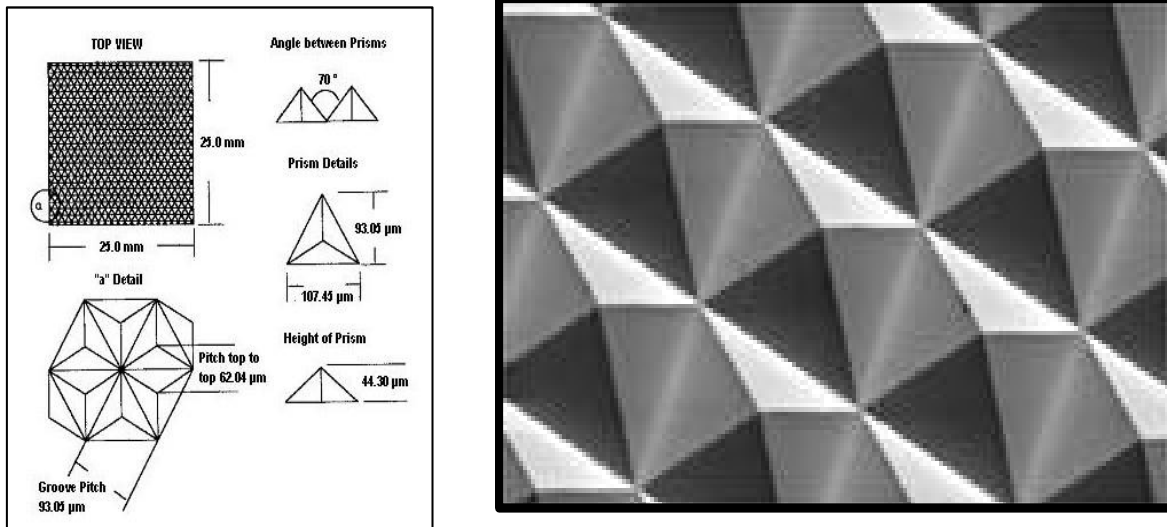 TOP VIEW
25.0 mm
a
25.0 mm
"a" Detail
Pitch top to
top 62.04 µm
Groove Pitch
93.05 µm
Angle between Prisms
70°
Prism Details
93.05 µm
107.45 µm
Height of Prism
44.30 µm